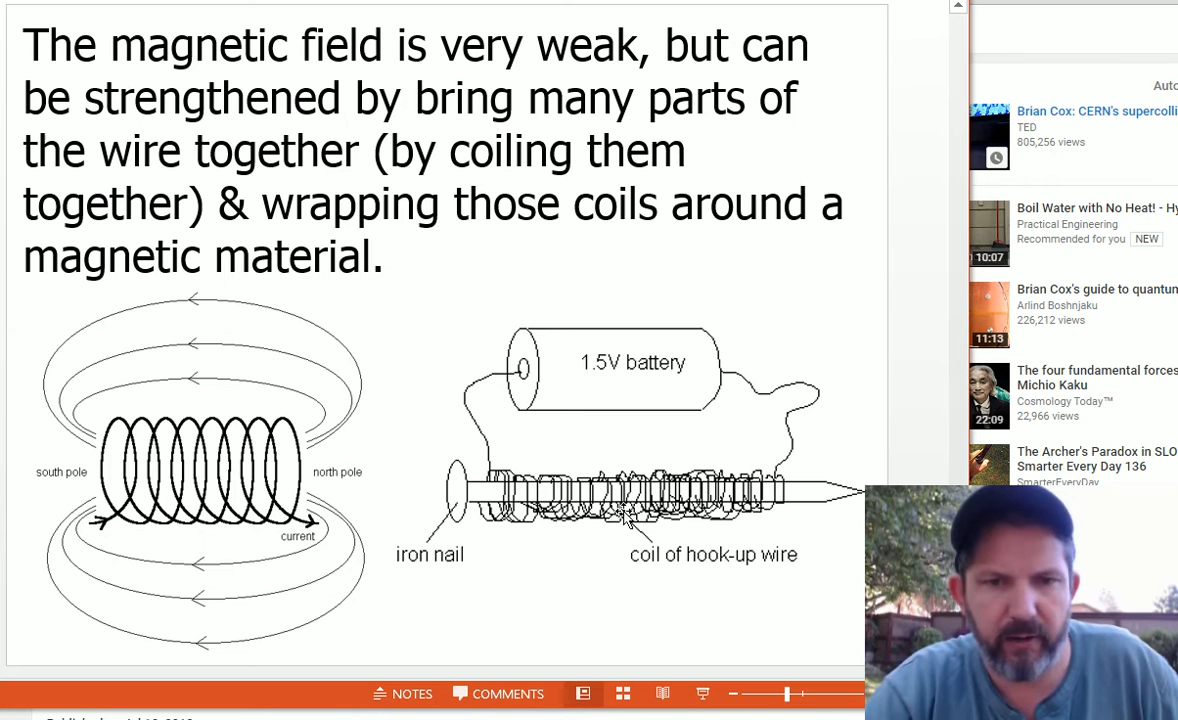 The magnetic field is very weak, but can
be strengthened by bring many parts of
the wire together (by coiling them
together) & wrapping those coils around a
magnetic material.
1.5V battery
south pole
north pole
current
iron nail
coil of hook-up wire
NOTES
COMMENTS
Brian Cox: CERN's supercolli
TED
805,256 views
Boil Water with No Heat! - Hy
Practical Engineering
Recommended for you NEW
10:07
Brian Cox's guide to quantun
Arlind Boshnjaku
226,212 views
11:13
The four fundamental forces
Michio Kaku
Cosmology Today™
22,966 views
22:09
The Archer's Paradox in SLO
Smarter Every Day 136
SmarterEveryDay